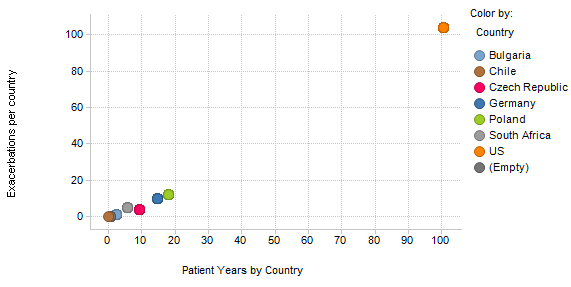 Color by:
Country
Bulgaria
Chile
Czech Republic
Germany
Poland
South Africa
US
(Empty)
Exacerbations per country
100
80
60
40
20
0
0 10 20 30 40 50 60 70 80 90 100
Patient Years by Country